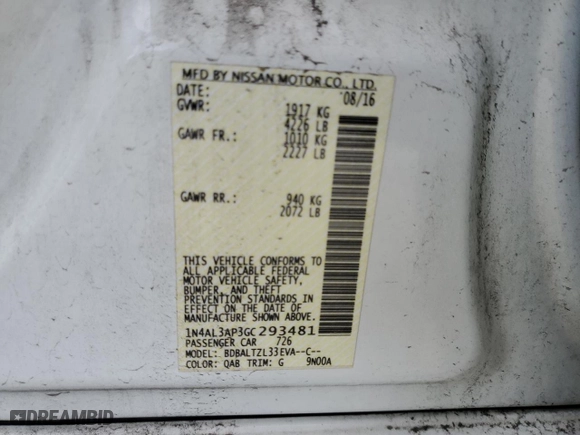 MFD BY NISSAN MOTOR CO., LTD.
DATE: 08/16
GVWR: 1917 KG
4226 LB
GAWR FR.: 1010 KG
2227 LB
GAWR RR.: 940 KG
2072 LB
THIS VEHICLE CONFORMS TO
ALL APPLICABLE FEDERAL
MOTOR VEHICLE SAFETY,
BUMPER, AND THEFT
PREVENTION STANDARDS IN
EFFECT ON THE DATE OF
MANUFACTURE SHOWN ABOVE.
1N4AL3AP3GC293481
PASSENGER CAR 726
MODEL: BDBALTZL33EVA--C--
COLOR: QAB TRIM: G 9N00A
DREAMBID